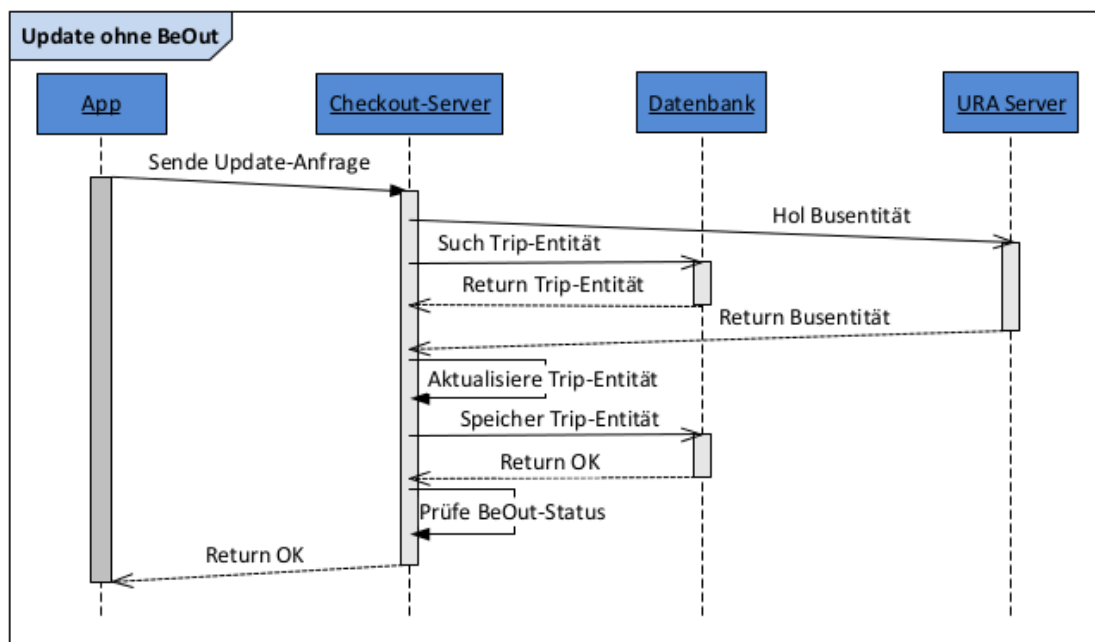 Update ohne BeOut
App
Checkout-Server
Datenbank
URA Server
Sende Update-Anfrage
Hol Busentität
Such Trip-Entität
Return Trip-Entität
Return Busentität
Aktualisiere Trip-Entität
Speicher Trip-Entität
Return OK
Prüfe BeOut-Status
Return OK